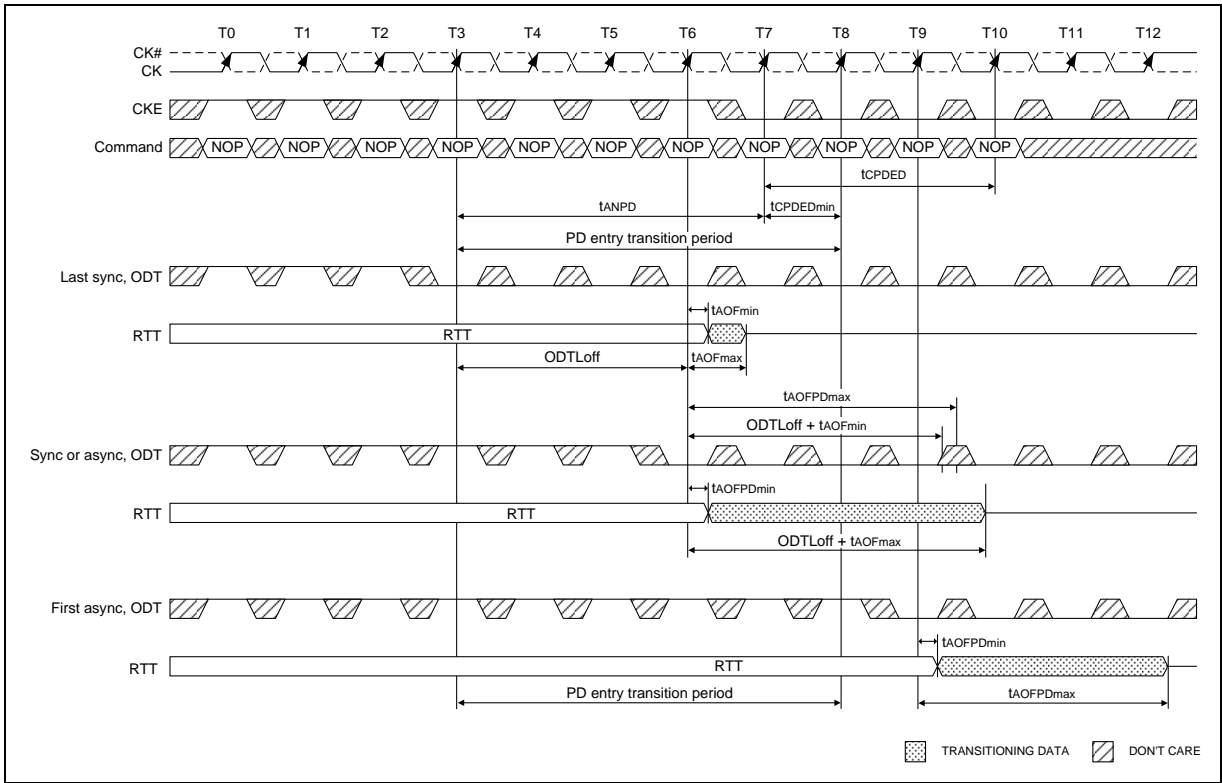 T0 T1 T2 T3 T4 T5 T6 T7 T8 T9 T10 T11 T12
CK#
CK
CKE
Command NOP NOP NOP NOP NOP NOP NOP NOP NOP NOP NOP
tCPDED
tANPD tCPDEDmin
PD entry transition period
Last sync, ODT
tAOFmin
RTT RTT
ODTLoff tAOFmax
tAOFPDmax
ODTLoff + tAOFmin
Sync or async, ODT
tAOFPDmin
RTT RTT
ODTLoff + tAOFmax
First async, ODT
tAOFPDmin
RTT RTT
PD entry transition period tAOFPDmax
TRANSITIONING DATA DON'T CARE